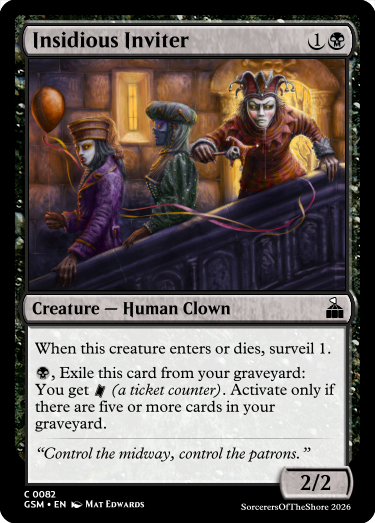 Insidious Inviter 1
Creature — Human Clown
When this creature enters or dies, surveil 1.
, Exile this card from your graveyard:
You get (a ticket counter). Activate only if
there are five or more cards in your
graveyard.
“Control the midway, control the patrons.”
2/2
C 0082
GSM • EN Mat Edwards
SorcerersOfTheShore 2026